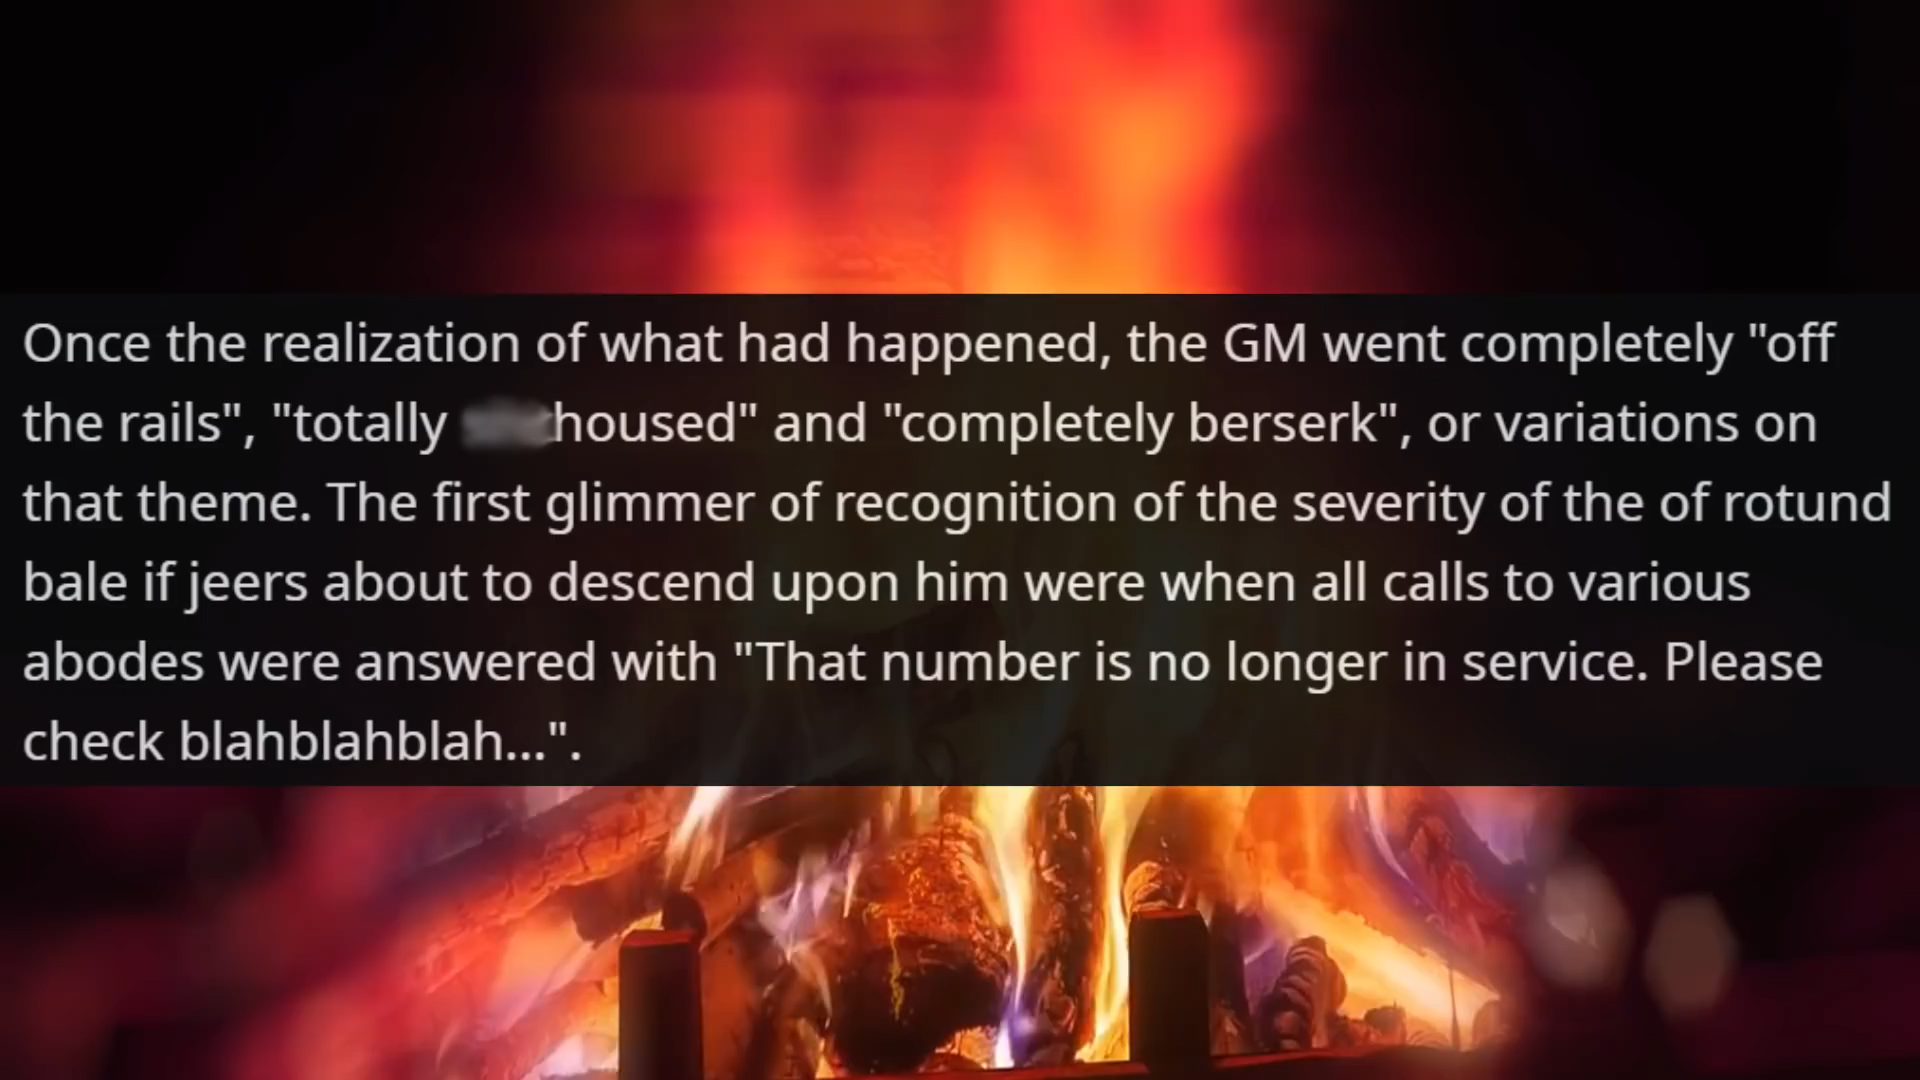 Once the realization of what had happened, the GM went completely "off
the rails", "totally housed" and "completely berserk", or variations on
that theme. The first glimmer of recognition of the severity of the of rotund
bale if jeers about to descend upon him were when all calls to various
abodes were answered with "That number is no longer in service. Please
check blahblahblah...".